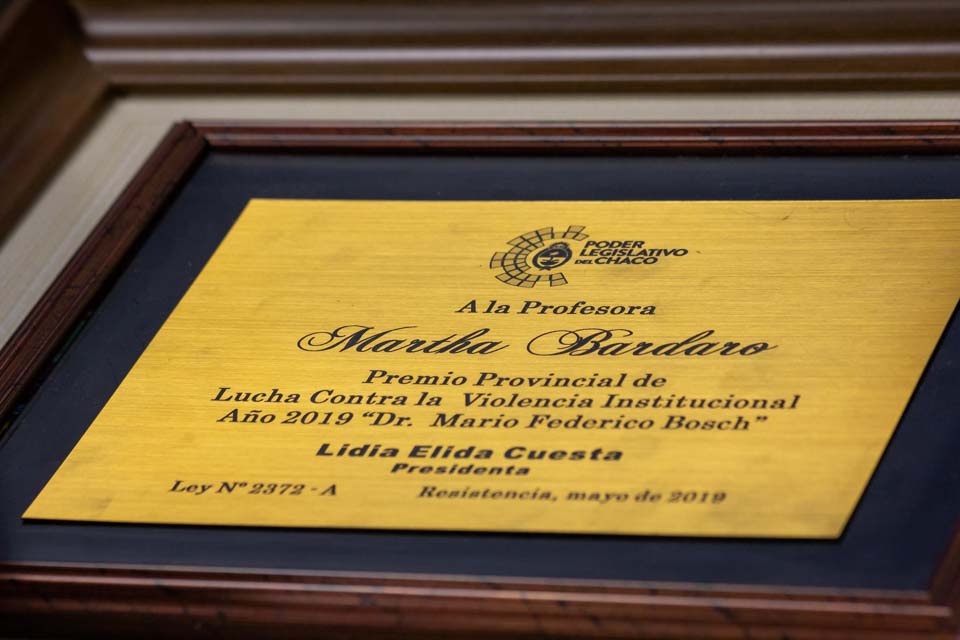 PODER
LEGISLATIVO
DEL CHACO
A la Profesora
Martha Bardaro
Premio Provincial de
Lucha Contra la Violencia Institucional
Año 2019 “Dr. Mario Federico Bosch”
Lidia Elida Cuesta
Presidenta
Ley Nº 2372 - A Resistencia, mayo de 2019